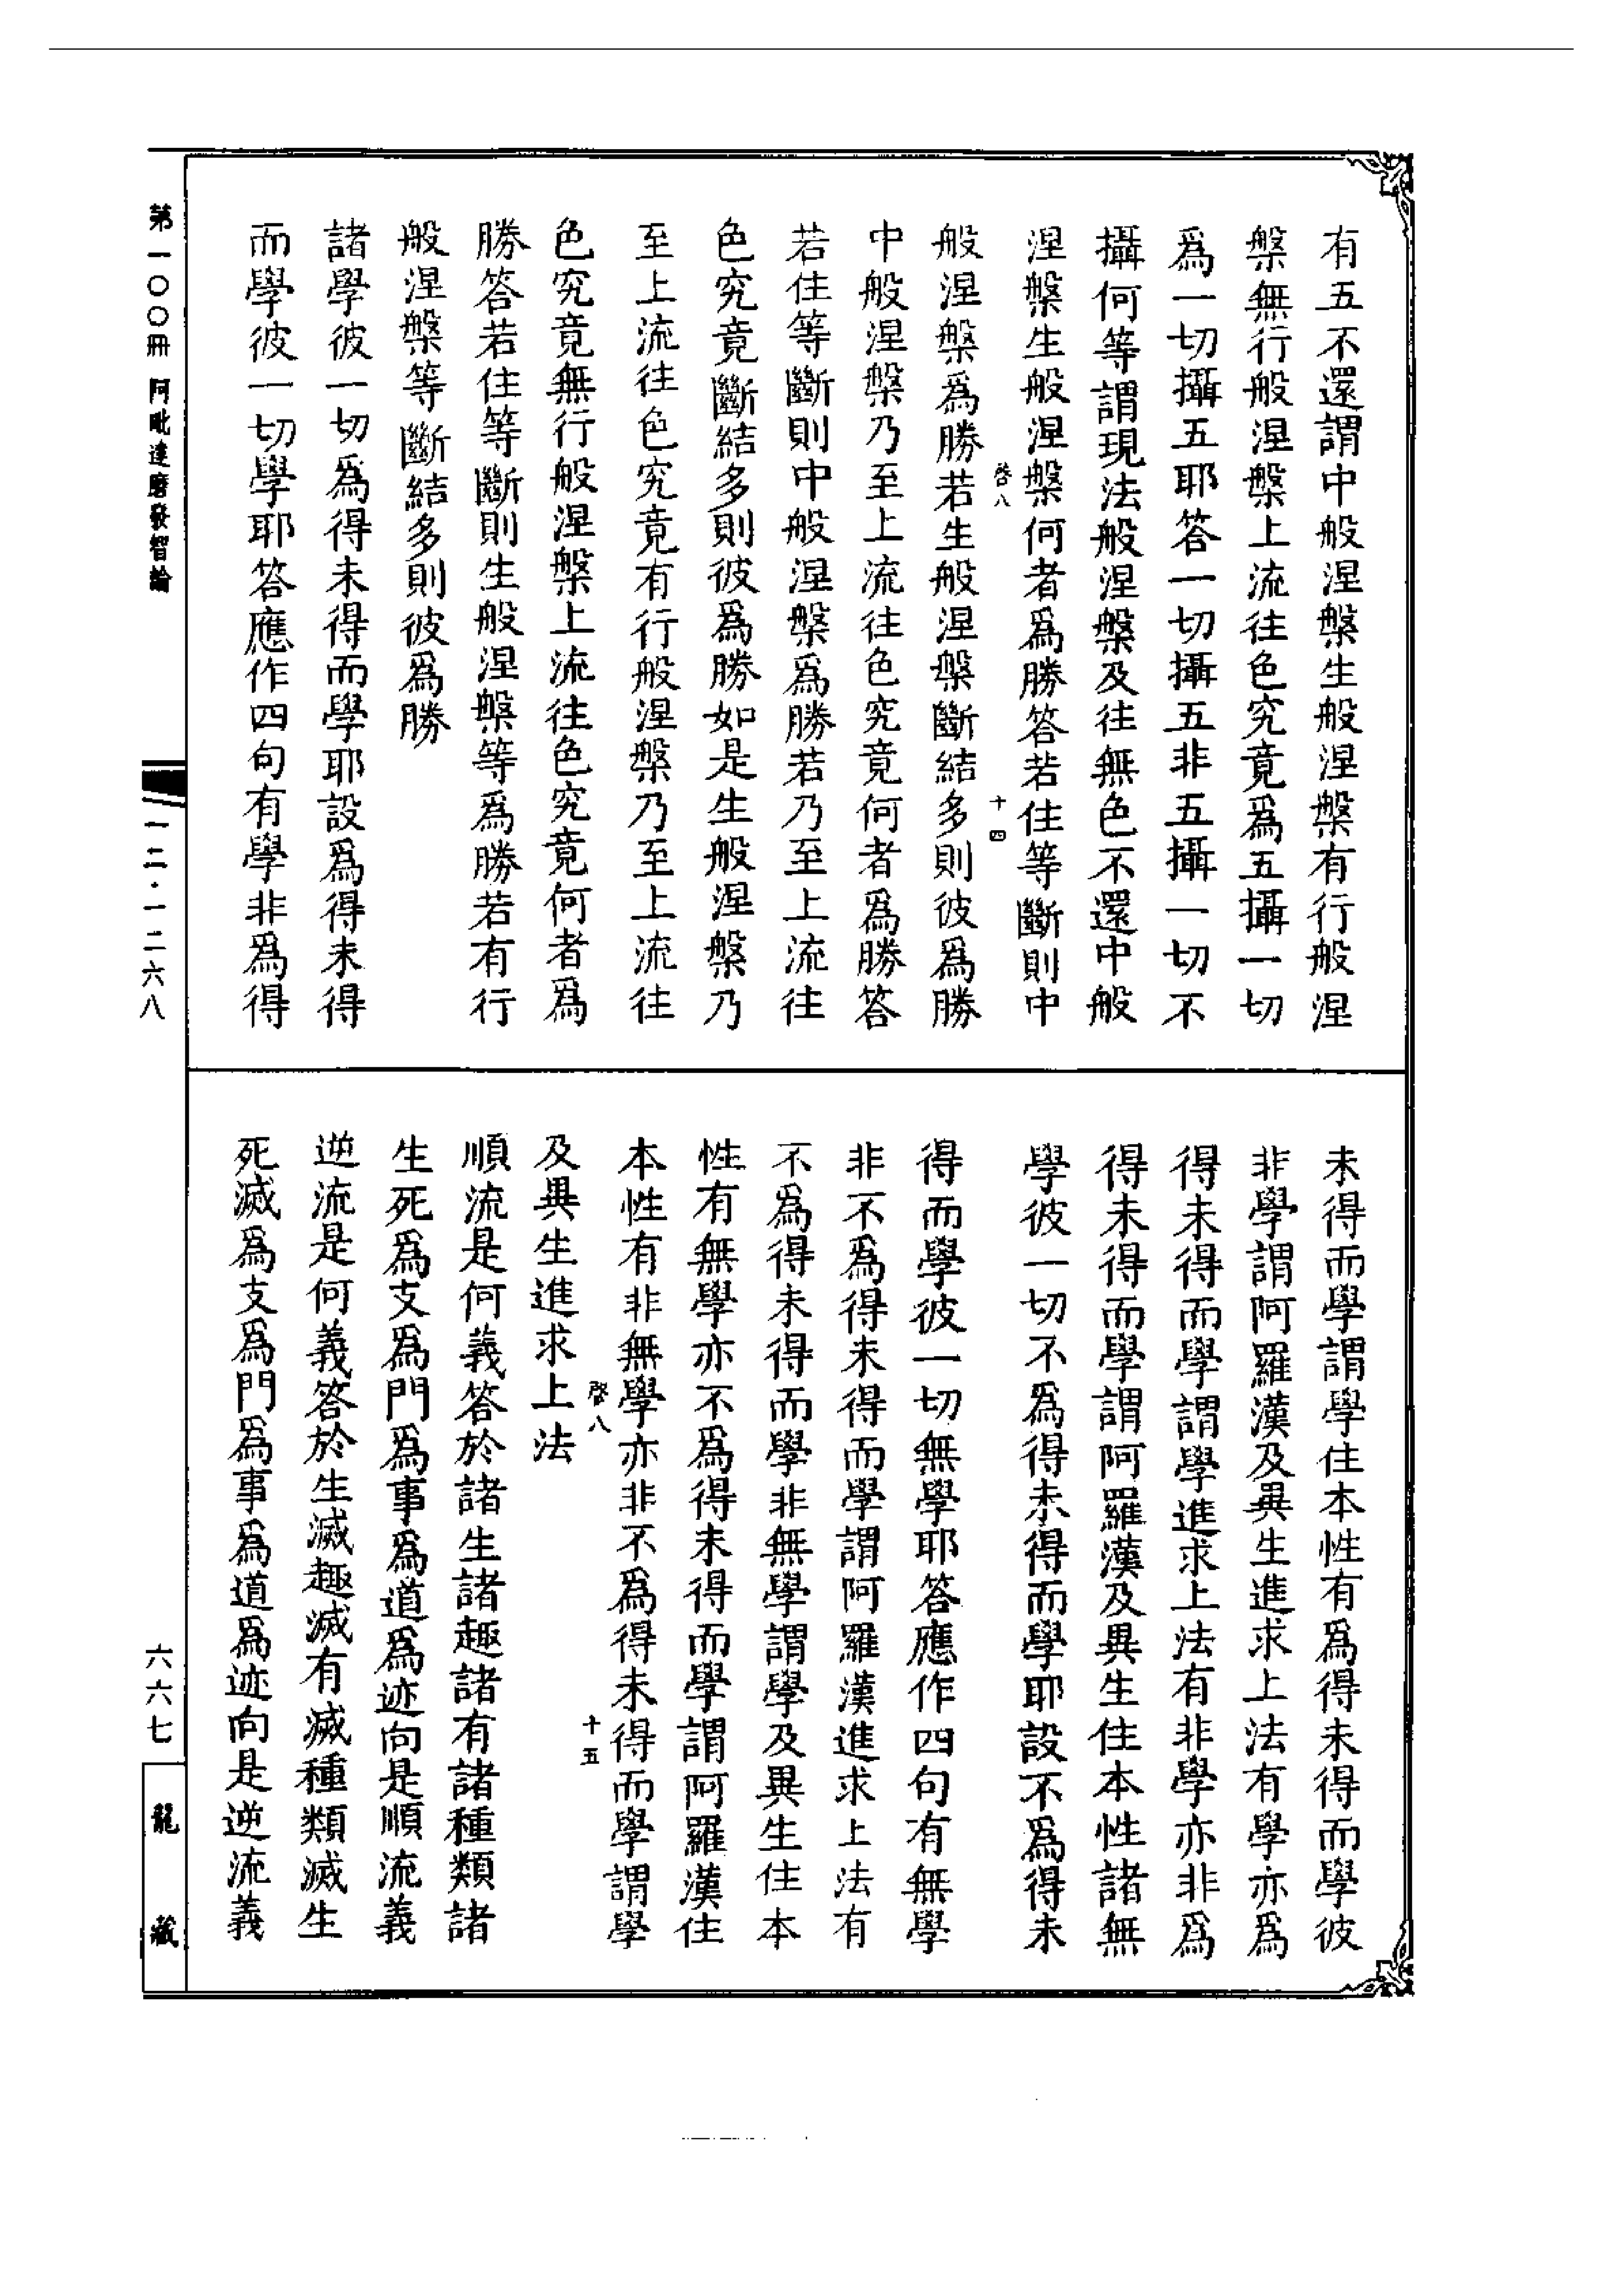 有五不還謂中般涅槃生般涅槃有行般涅
槃無行般涅槃上流往色究竟爲五攝一切
爲一切攝五耶答一切攝五非五攝一切不
攝何等謂現法般涅槃及往無色不還中般
涅槃生般涅槃何者爲勝答若住等斷則中
啓八
十四
般涅槃爲勝若生般涅槃斷結多則彼爲勝
中般涅槃乃至上流往色究竟何者爲勝答
若住等斷則中般涅槃爲勝若乃至上流往
色究竟斷結多則彼爲勝如是生般涅槃乃
至上流往色究竟有行般涅槃乃至上流往
色究竟無行般涅槃上流往色究竟何者爲
勝答若住等斷則生般涅槃等爲勝若有行
般涅槃等斷結多則彼爲勝
諸學彼一切爲得未得而學耶設爲得未得
而學彼一切學耶答應作四句有學非爲得
未得而學謂學住本性有爲得未得而學彼
非學謂阿羅漢及異生進求上法有學亦爲
得未得而學謂學進求上法有非學亦非爲
得未得而學謂阿羅漢及異生住本性諸無
學彼一切不爲得未得而學耶設不爲得未
得而學彼一切無學耶答應作四句有無學
非不爲得未得而學謂阿羅漢進求上法有
不爲得未得而學非無學謂學及異生住本
性有無學亦不爲得未得而學謂阿羅漢住
本性有非無學亦非不爲得未得而學謂學
啓八
十五
及異生進求上法
順流是何義答於諸生諸趣諸有諸種類諸
生死爲支爲門爲事爲道爲迹向是順流義
逆流是何義答於生滅趣滅有滅種類滅生
死滅爲支爲門爲事爲道爲迹向是逆流義
第一〇〇冊 阿毗達磨發智論
一二·一二六八
六六七
龍藏